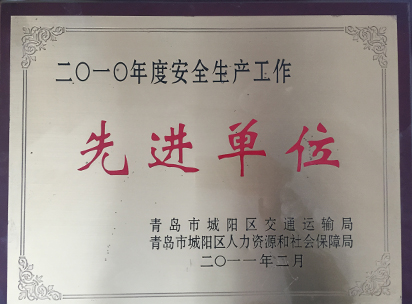 二〇一〇年度安全生产工作
先进单位
青岛市城阳区交通运输局
青岛市城阳区人力资源和社会保障局
二〇一一年二月